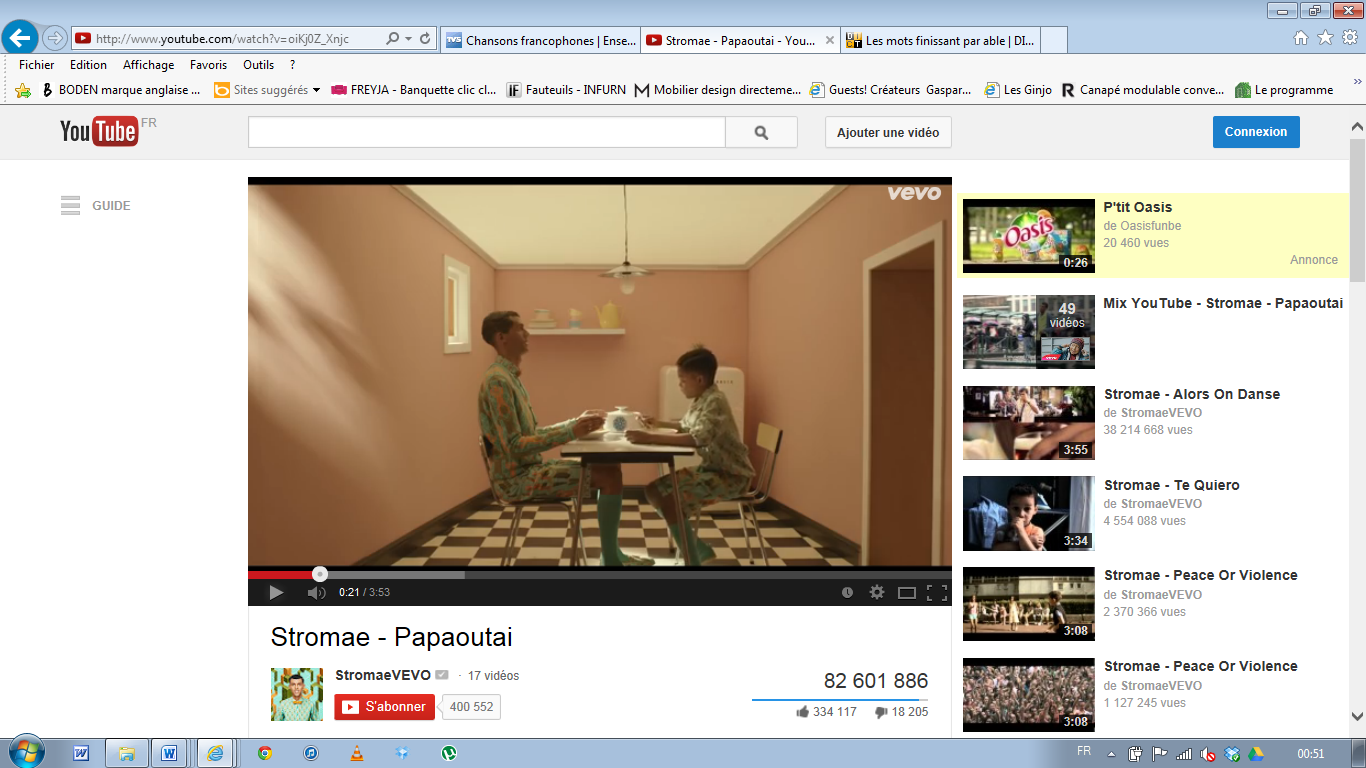 http://www.youtube.com/watch?v=oiKj0Z_Xnjc
Chansons francophones | Ense...
Stromae - Papaoutai - You...
Les mots finissant par able | DI...
Fichier Edition Affichage Favoris Outils ?
BODEN marque anglaise ... Sites suggérés FREYJA - Banquette clic cl... Fauteuils - INFURN Mobilier design directeme... Guests! Créateurs Gaspar... Les Ginjo Canapé modulable conve... Le programme
YouTube FR
Ajouter une vidéo
Connexion
GUIDE
vevo
Oasis
0:26
P'tit Oasis
de Oasisfunbe
20 460 vues
Annonce
49
vidéos
Mix YouTube - Stromae - Papaoutai
3:55
Stromae - Alors On Danse
de StromaeVEVO
38 214 668 vues
3:34
Stromae - Te Quiero
de StromaeVEVO
4 554 088 vues
3:08
Stromae - Peace Or Violence
de StromaeVEVO
2 370 366 vues
3:08
Stromae - Peace Or Violence
de StromaeVEVO
1 127 245 vues
0:21 / 3:53
Stromae - Papaoutai
StromaeVEVO · 17 vidéos
S'abonner 400 552
82 601 886
334 117 18 205
FR
00:51